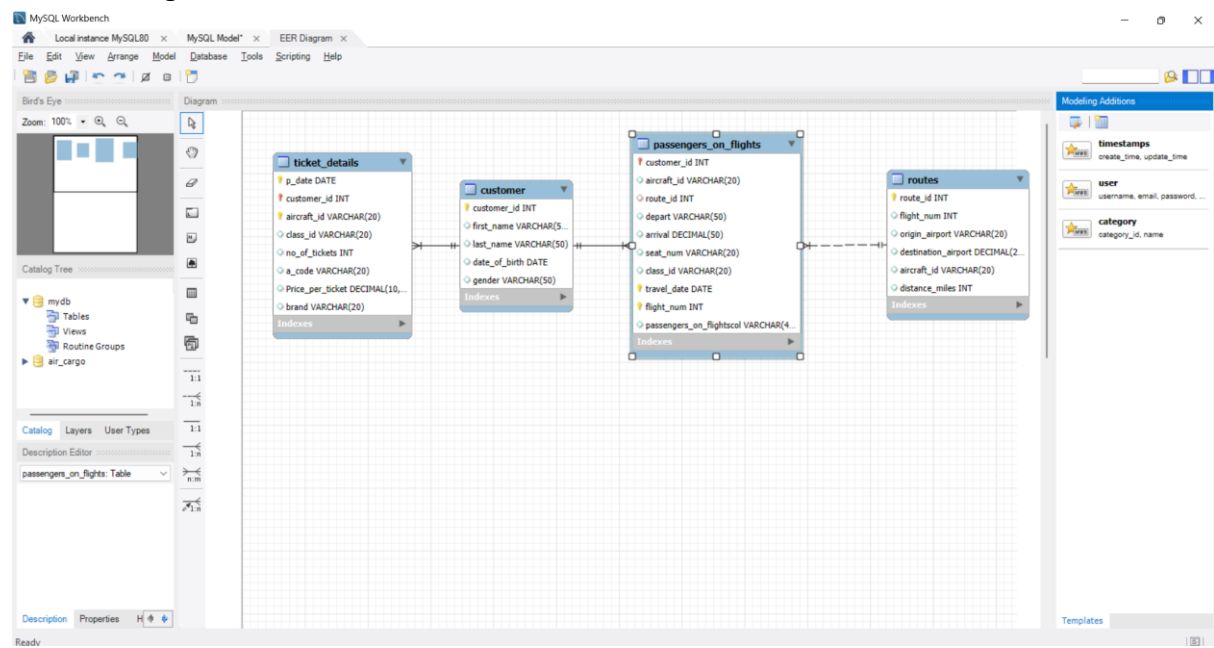 MySQL Workbench
Local instance MySQL80 × MySQL Model* × EER Diagram ×
File Edit View Arrange Model Database Tools Scripting Help
Bird's Eye
Zoom: 100%
Diagram
Modeling Additions
timestamps
create_time, update_time
user
username, email, password, ...
category
category_id, name
ticket_details
p_date DATE
customer_id INT
aircraft_id VARCHAR(20)
class_id VARCHAR(20)
no_of_tickets INT
a_code VARCHAR(20)
Price_per_ticket DECIMAL(10,...
brand VARCHAR(20)
Indexes
customer
customer_id INT
first_name VARCHAR(5...
last_name VARCHAR(50)
date_of_birth DATE
gender VARCHAR(50)
Indexes
passengers_on_flights
customer_id INT
aircraft_id VARCHAR(20)
route_id INT
depart VARCHAR(50)
arrival DECIMAL(50)
seat_num VARCHAR(20)
class_id VARCHAR(20)
travel_date DATE
flight_num INT
passengers_on_flightscol VARCHAR(4...
Indexes
routes
route_id INT
flight_num INT
origin_airport VARCHAR(20)
destination_airport DECIMAL(2...
aircraft_id VARCHAR(20)
distance_miles INT
Indexes
Catalog Tree
mydb
Tables
Views
Routine Groups
air_cargo
1:1
1:n
1:1
1:n
n:m
1:n
Catalog Layers User Types
Description Editor
passengers_on_flights: Table
Description Properties H
Templates
Ready